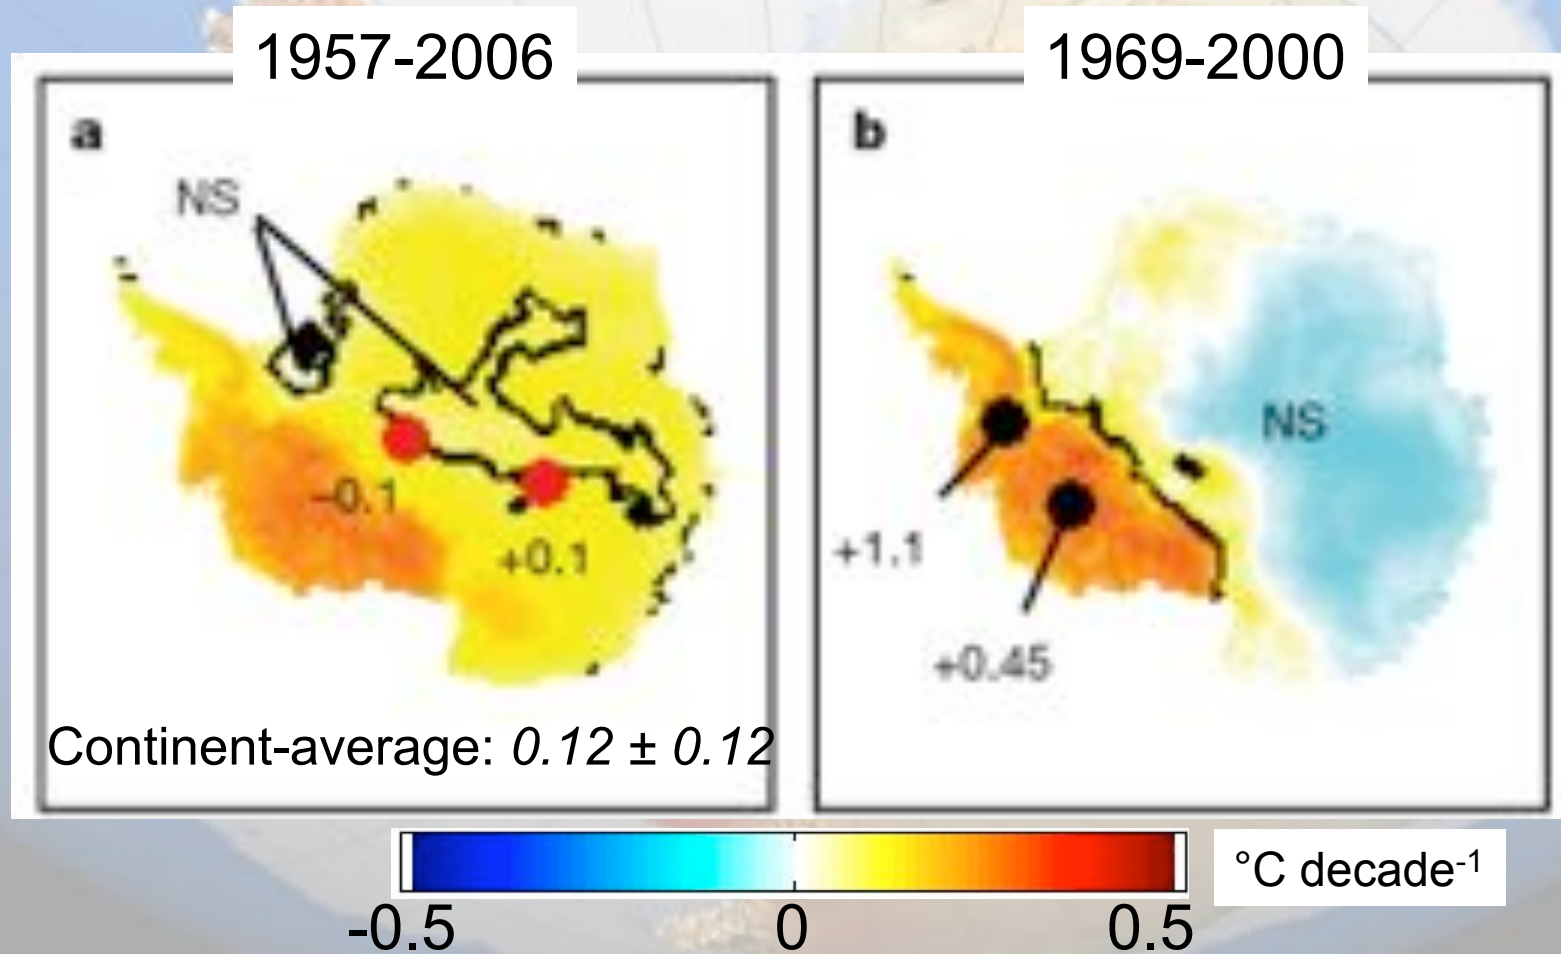 1957-2006
1969-2000
a
b
NS
NS
−0.1
+0.1
+1.1
+0.45
Continent-average: 0.12 ± 0.12
°C decade⁻¹
-0.5
0
0.5